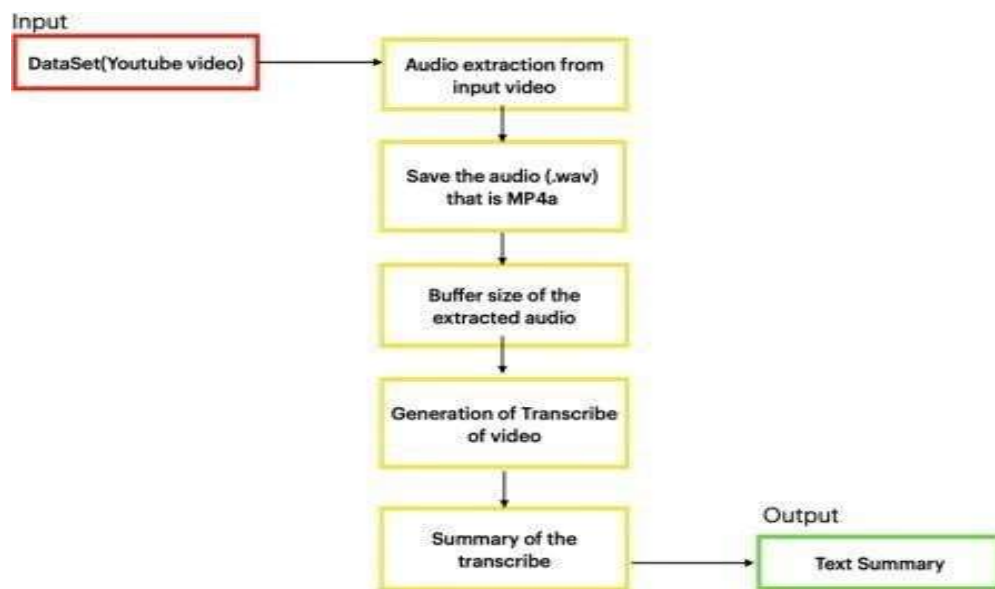 Input
DataSet(Youtube video)
Audio extraction from
input video
Save the audio (.wav)
that is MP4a
Buffer size of the
extracted audio
Generation of Transcribe
of video
Summary of the
transcribe
Output
Text Summary